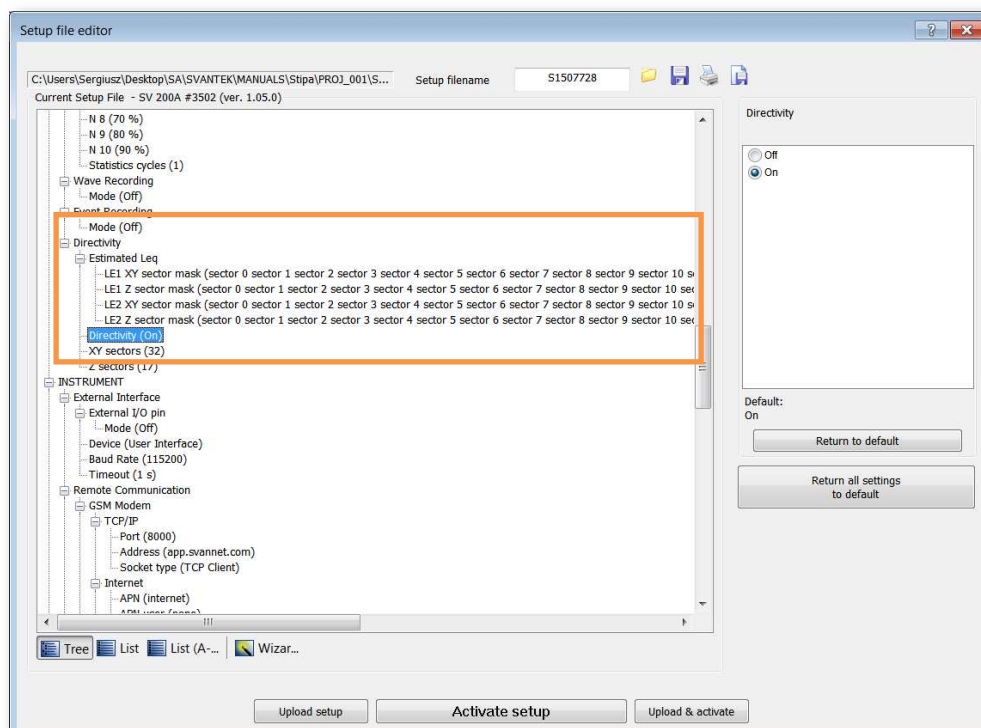 Setup file editor
C:\Users\Sergiusz\Desktop\SA\SVANTEK\MANUALS\Stipa\PROJ_001\S...
Setup filename
S1507728
Current Setup File - SV 200A #3502 (ver. 1.05.0)
N 8 (70 %)
N 9 (80 %)
N 10 (90 %)
Statistics cycles (1)
Wave Recording
Mode (Off)
Event Recording
Mode (Off)
Directivity
Estimated Leq
LE1 XY sector mask (sector 0 sector 1 sector 2 sector 3 sector 4 sector 5 sector 6 sector 7 sector 8 sector 9 sector 10 se
LE1 Z sector mask (sector 0 sector 1 sector 2 sector 3 sector 4 sector 5 sector 6 sector 7 sector 8 sector 9 sector 10 sec
LE2 XY sector mask (sector 0 sector 1 sector 2 sector 3 sector 4 sector 5 sector 6 sector 7 sector 8 sector 9 sector 10 se
LE2 Z sector mask (sector 0 sector 1 sector 2 sector 3 sector 4 sector 5 sector 6 sector 7 sector 8 sector 9 sector 10 sec
Directivity (On)
XY sectors (32)
Z sectors (17)
INSTRUMENT
External Interface
External I/O pin
Mode (Off)
Device (User Interface)
Baud Rate (115200)
Timeout (1 s)
Remote Communication
GSM Modem
TCP/IP
Port (8000)
Address (app.svannet.com)
Socket type (TCP Client)
Internet
APN (internet)
APN user (none)
Directivity
Off
On
Default:
On
Return to default
Return all settings
to default
Tree
List
List (A-...
Wizar...
Upload setup
Activate setup
Upload & activate